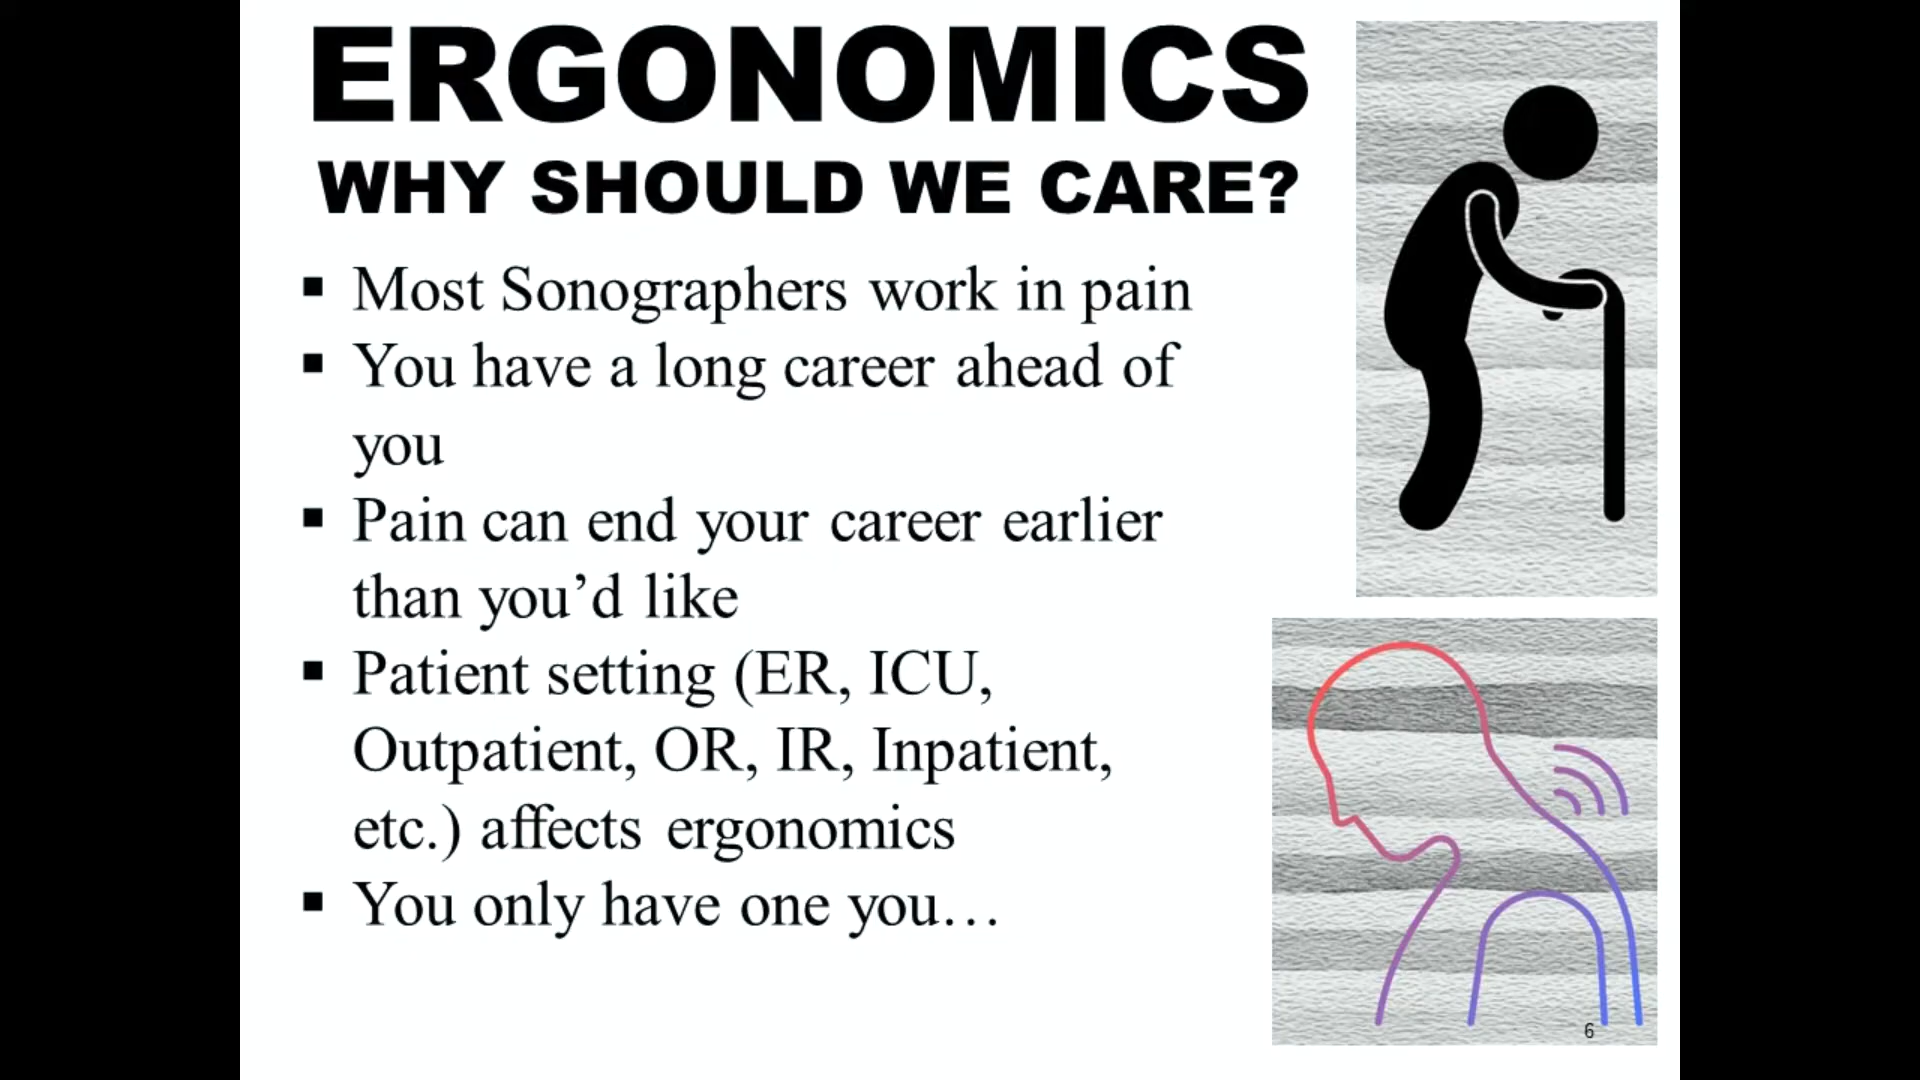 ERGONOMICS
WHY SHOULD WE CARE?
▪ Most Sonographers work in pain
▪ You have a long career ahead of
you
▪ Pain can end your career earlier
than you’d like
▪ Patient setting (ER, ICU,
Outpatient, OR, IR, Inpatient,
etc.) affects ergonomics
▪ You only have one you…
6